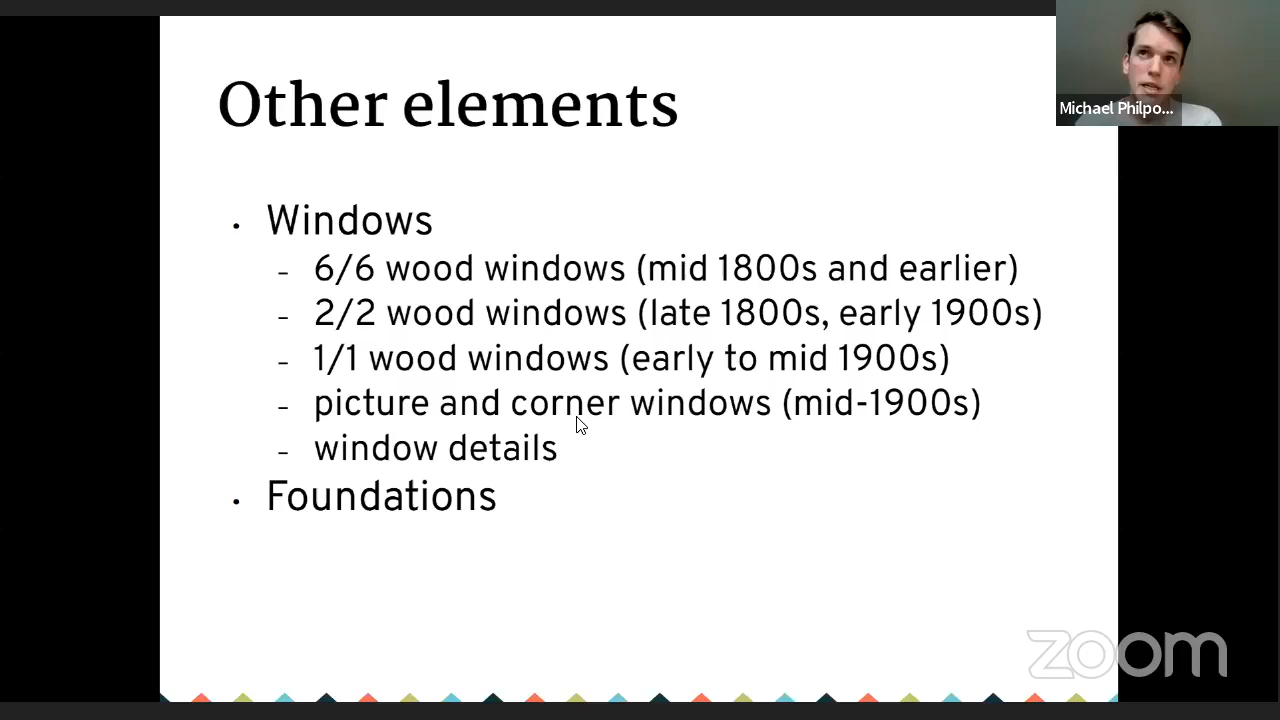 Other elements
Michael Philpo...
• Windows
- 6/6 wood windows (mid 1800s and earlier)
- 2/2 wood windows (late 1800s, early 1900s)
- 1/1 wood windows (early to mid 1900s)
- picture and corner windows (mid-1900s)
- window details
• Foundations
zoom